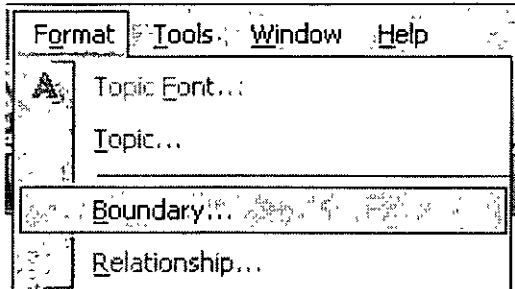 Format Tools Window Help
Topic Font...
Topic...
Boundary...
Relationship...